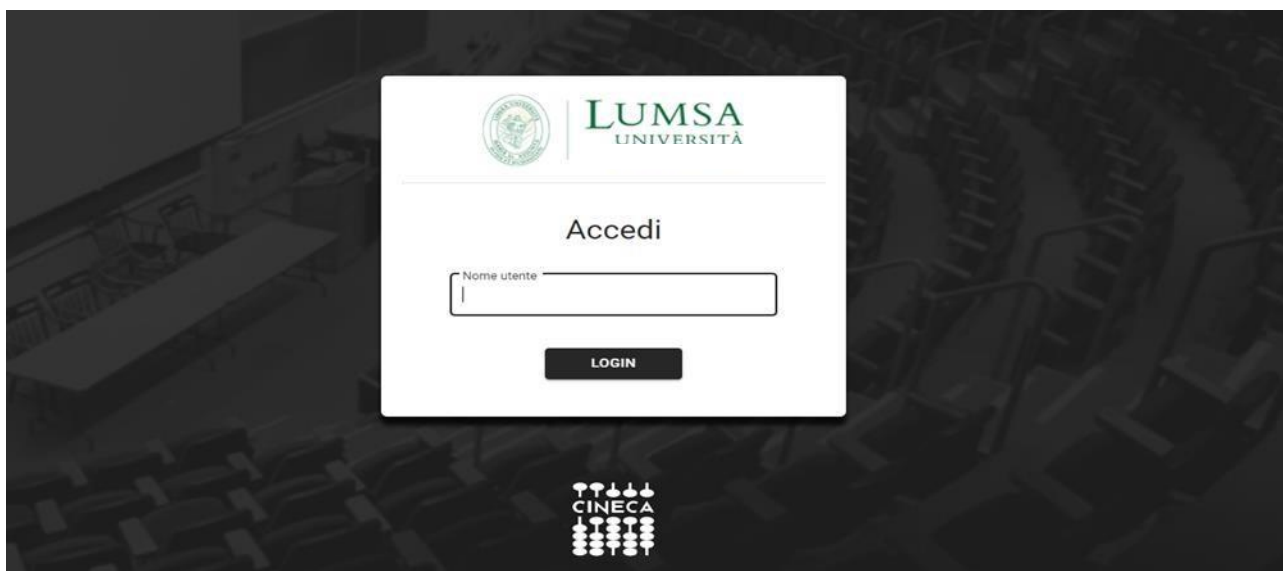 LUMSA
UNIVERSITÀ
Accedi
Nome utente
LOGIN
CINECA